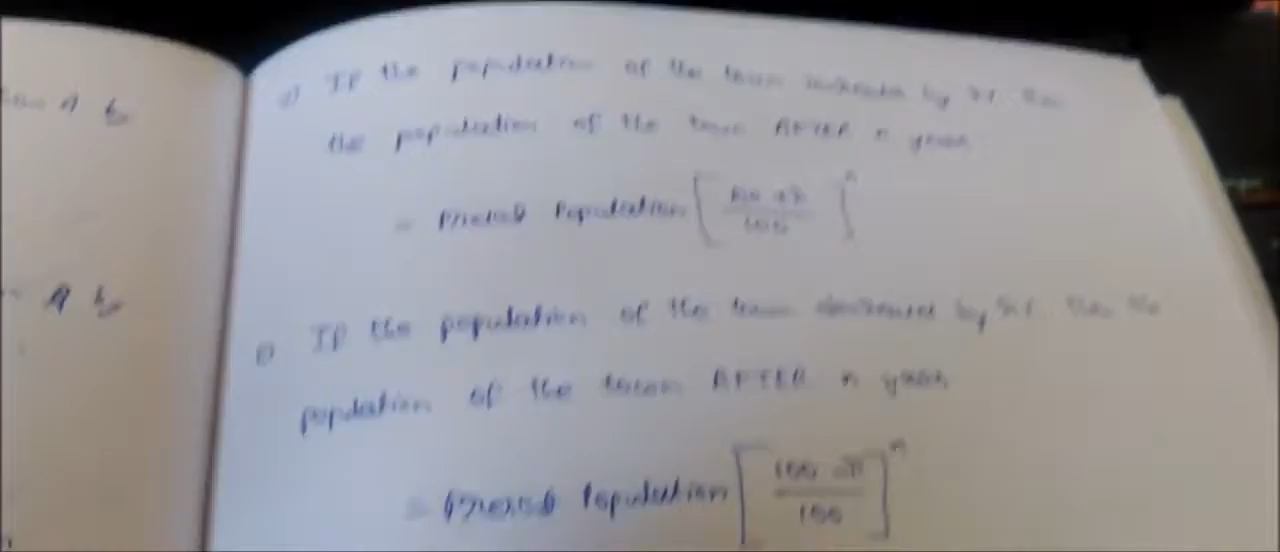 A b
If the population of the town increases by
the population of the town AFTER n years
= Present Population [ 100 + / 100 ]^n
A b
If the population of the town decreases by the
population of the town AFTER n years
= Present Population [ 100 - / 100 ]^n